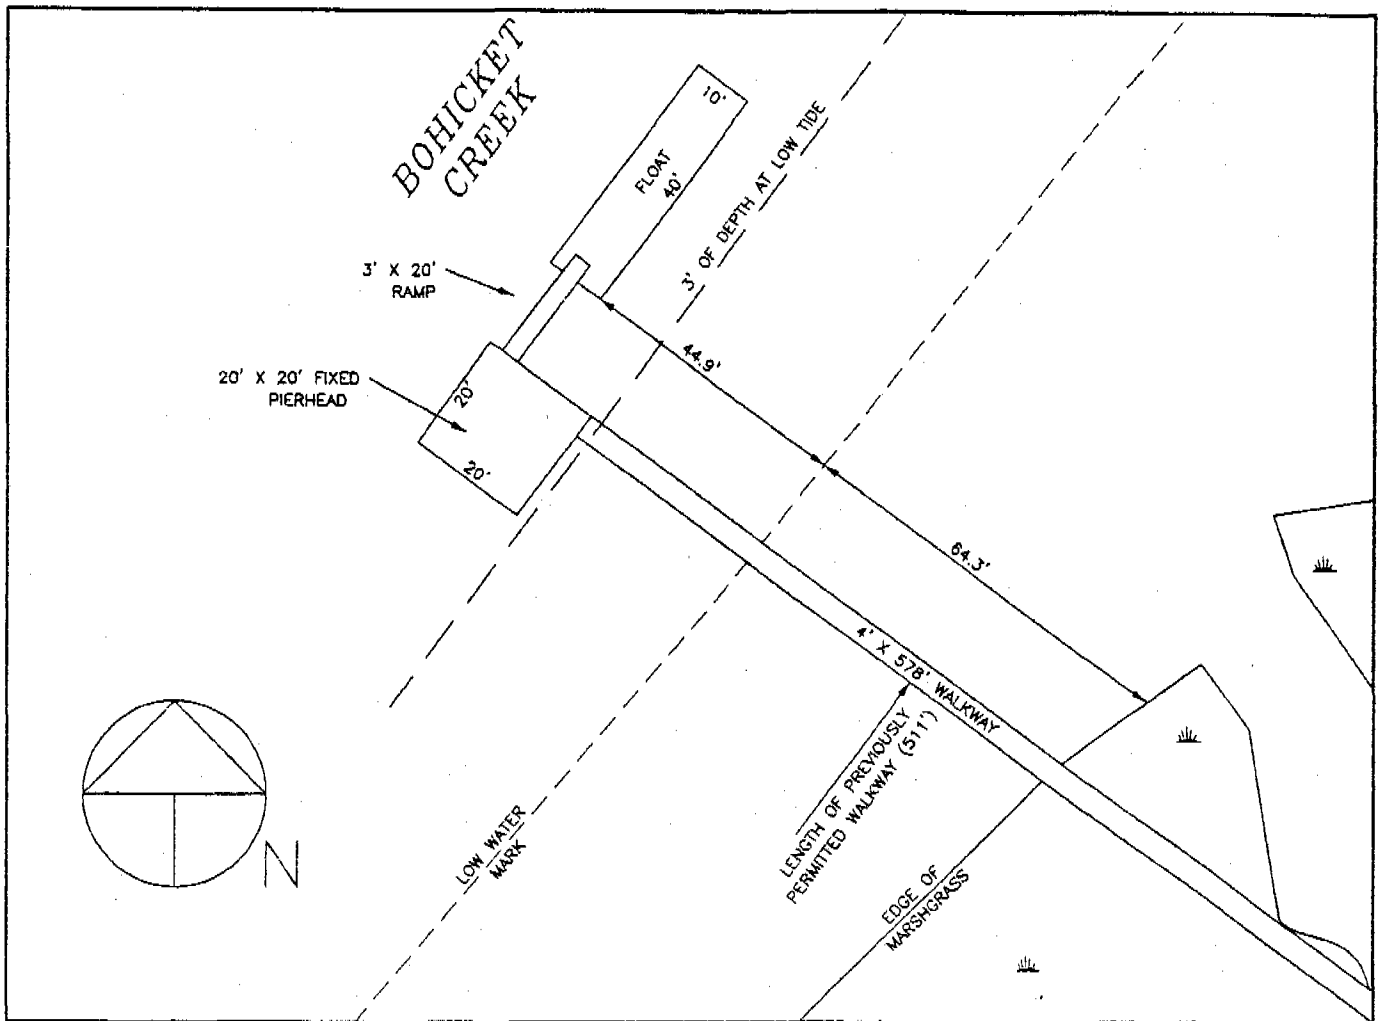 BOHICKET
CREEK
10'
FLOAT
40'
3' OF DEPTH AT LOW TIDE
3' X 20'
RAMP
44.9'
20' X 20' FIXED
PIERHEAD
20'
20'
64.3'
4' X 578' WALKWAY
LENGTH OF PREVIOUSLY
PERMITTED WALKWAY (511')
LOW WATER
MARK
EDGE OF
MARSHGRASS
N